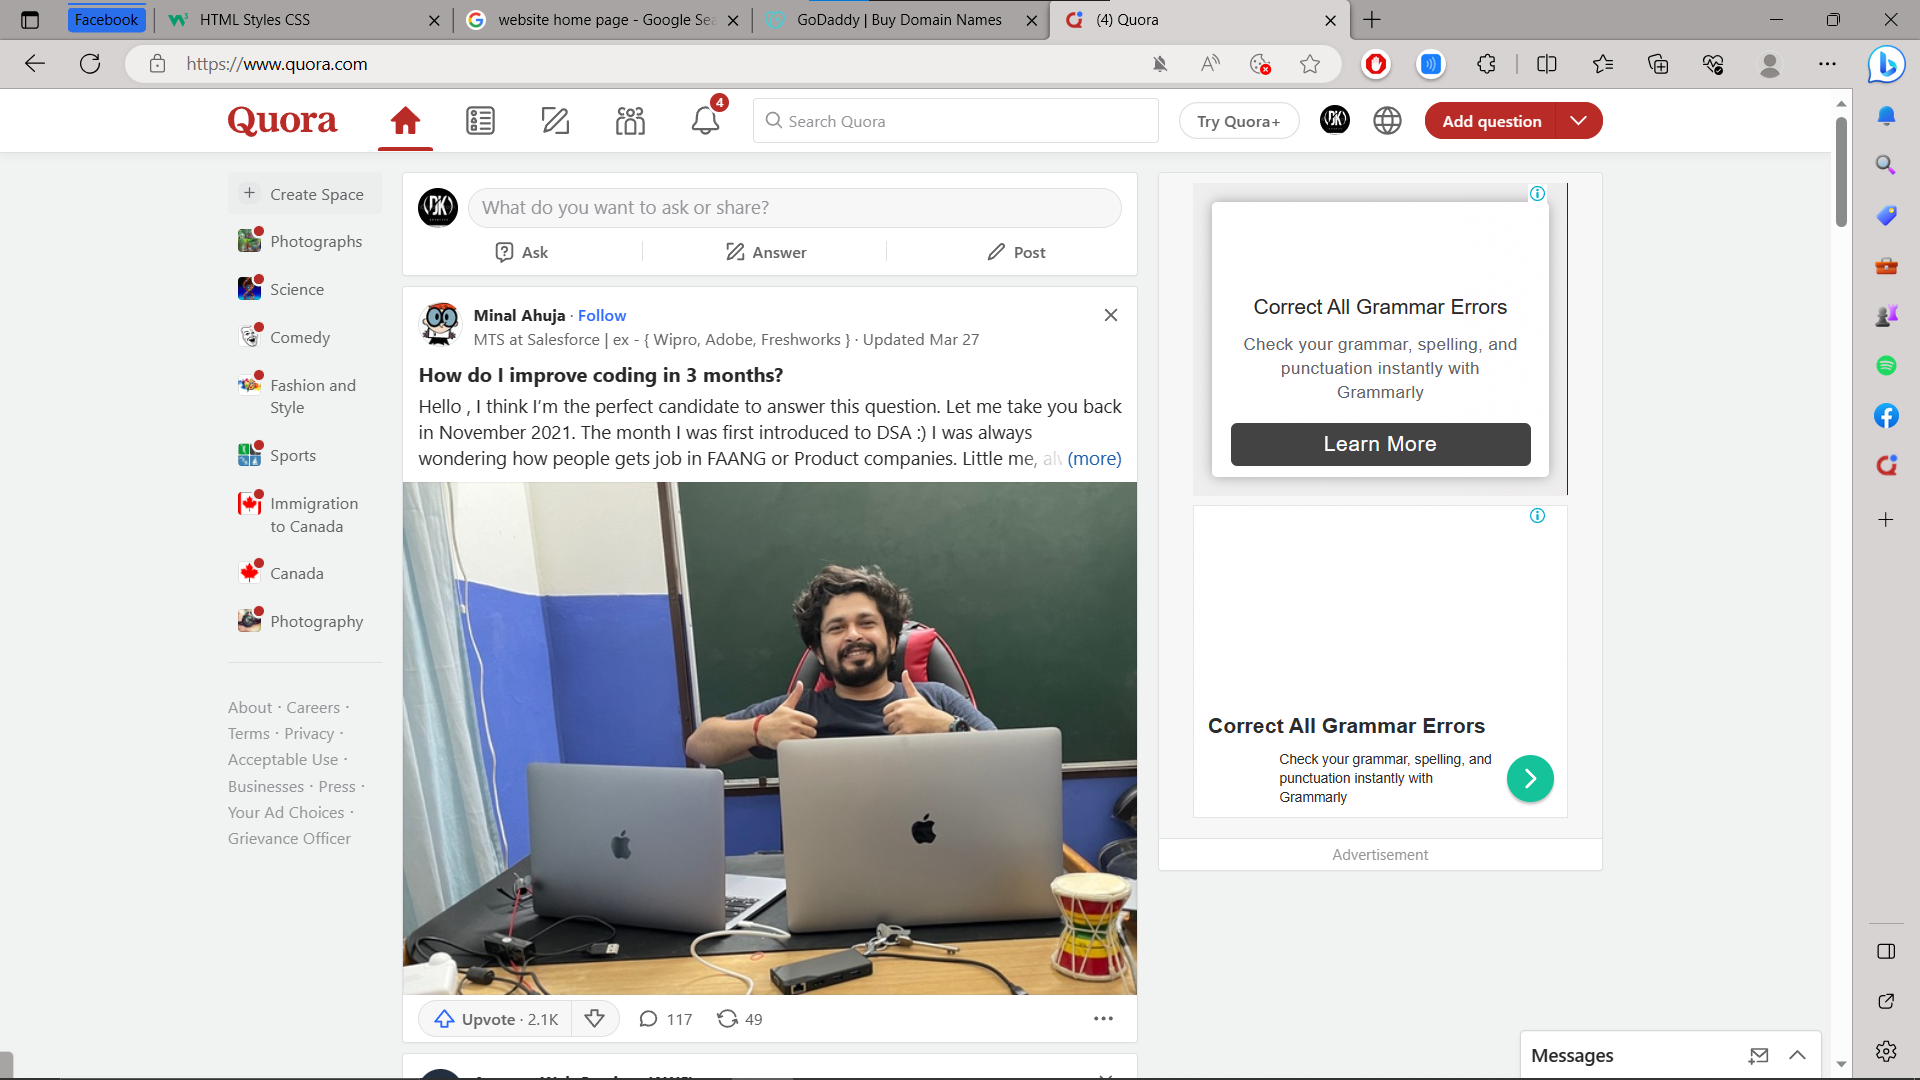 Facebook
HTML Styles CSS
website home page - Google Sea
GoDaddy | Buy Domain Names
(4) Quora
https://www.quora.com
Quora
4
Search Quora
Try Quora+
Add question
Create Space
Photographs
Science
Comedy
Fashion and
Style
Sports
Immigration
to Canada
Canada
Photography
About · Careers ·
Terms · Privacy ·
Acceptable Use ·
Businesses · Press ·
Your Ad Choices ·
Grievance Officer
What do you want to ask or share?
Ask
Answer
Post
Minal Ahuja · Follow
MTS at Salesforce | ex - { Wipro, Adobe, Freshworks } · Updated Mar 27
How do I improve coding in 3 months?
Hello , I think I'm the perfect candidate to answer this question. Let me take you back
in November 2021. The month I was first introduced to DSA :) I was always
wondering how people gets job in FAANG or Product companies. Little me, (more)
Upvote · 2.1K
117
49
Correct All Grammar Errors
Check your grammar, spelling, and
punctuation instantly with
Grammarly
Learn More
Correct All Grammar Errors
Check your grammar, spelling, and
punctuation instantly with
Grammarly
Advertisement
Messages